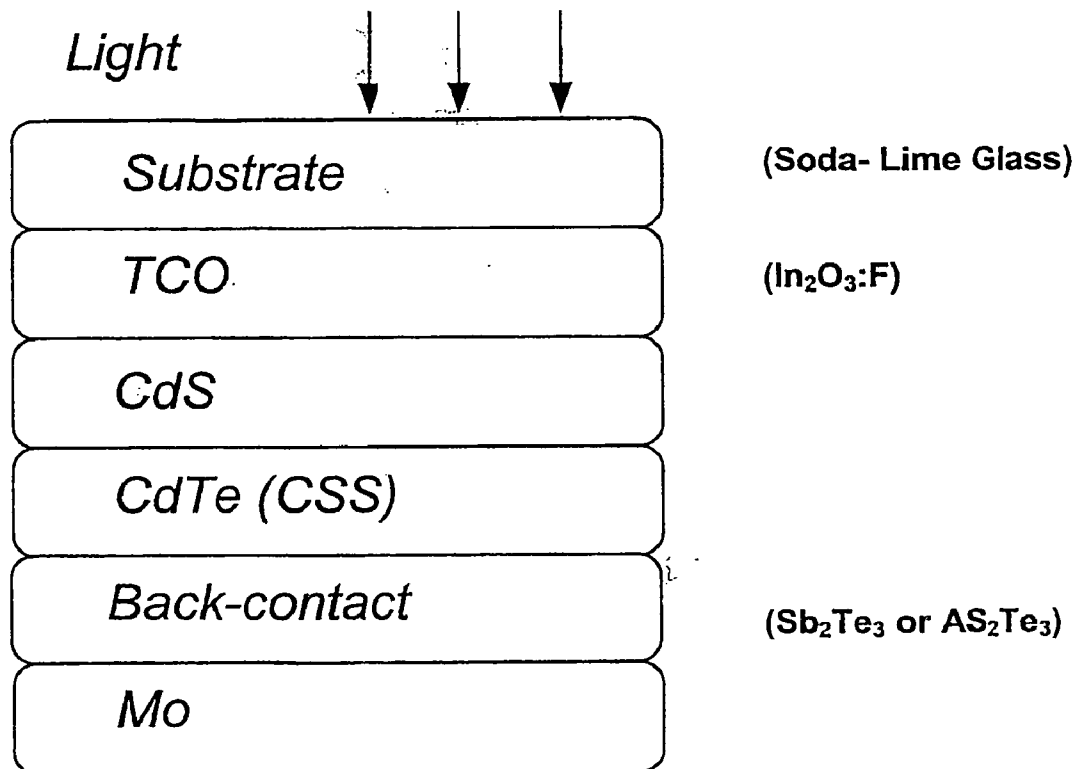 Light
Substrate (Soda- Lime Glass)
TCO (In₂O₃:F)
CdS
CdTe (CSS)
Back-contact (Sb₂Te₃ or AS₂Te₃)
Mo